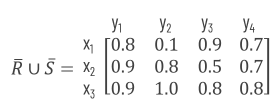 y₁ y₂ y₃ y₄
x₁ [0.8 0.1 0.9 0.7]
R̄ ∪ S̄ = x₂ 0.9 0.8 0.5 0.7
x₃ 0.9 1.0 0.8 0.8.